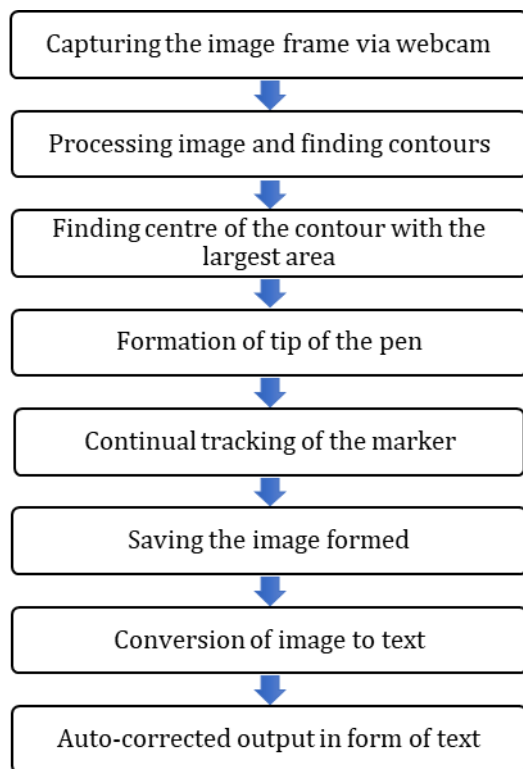 Capturing the image frame via webcam
Processing image and finding contours
Finding centre of the contour with the
largest area
Formation of tip of the pen
Continual tracking of the marker
Saving the image formed
Conversion of image to text
Auto-corrected output in form of text